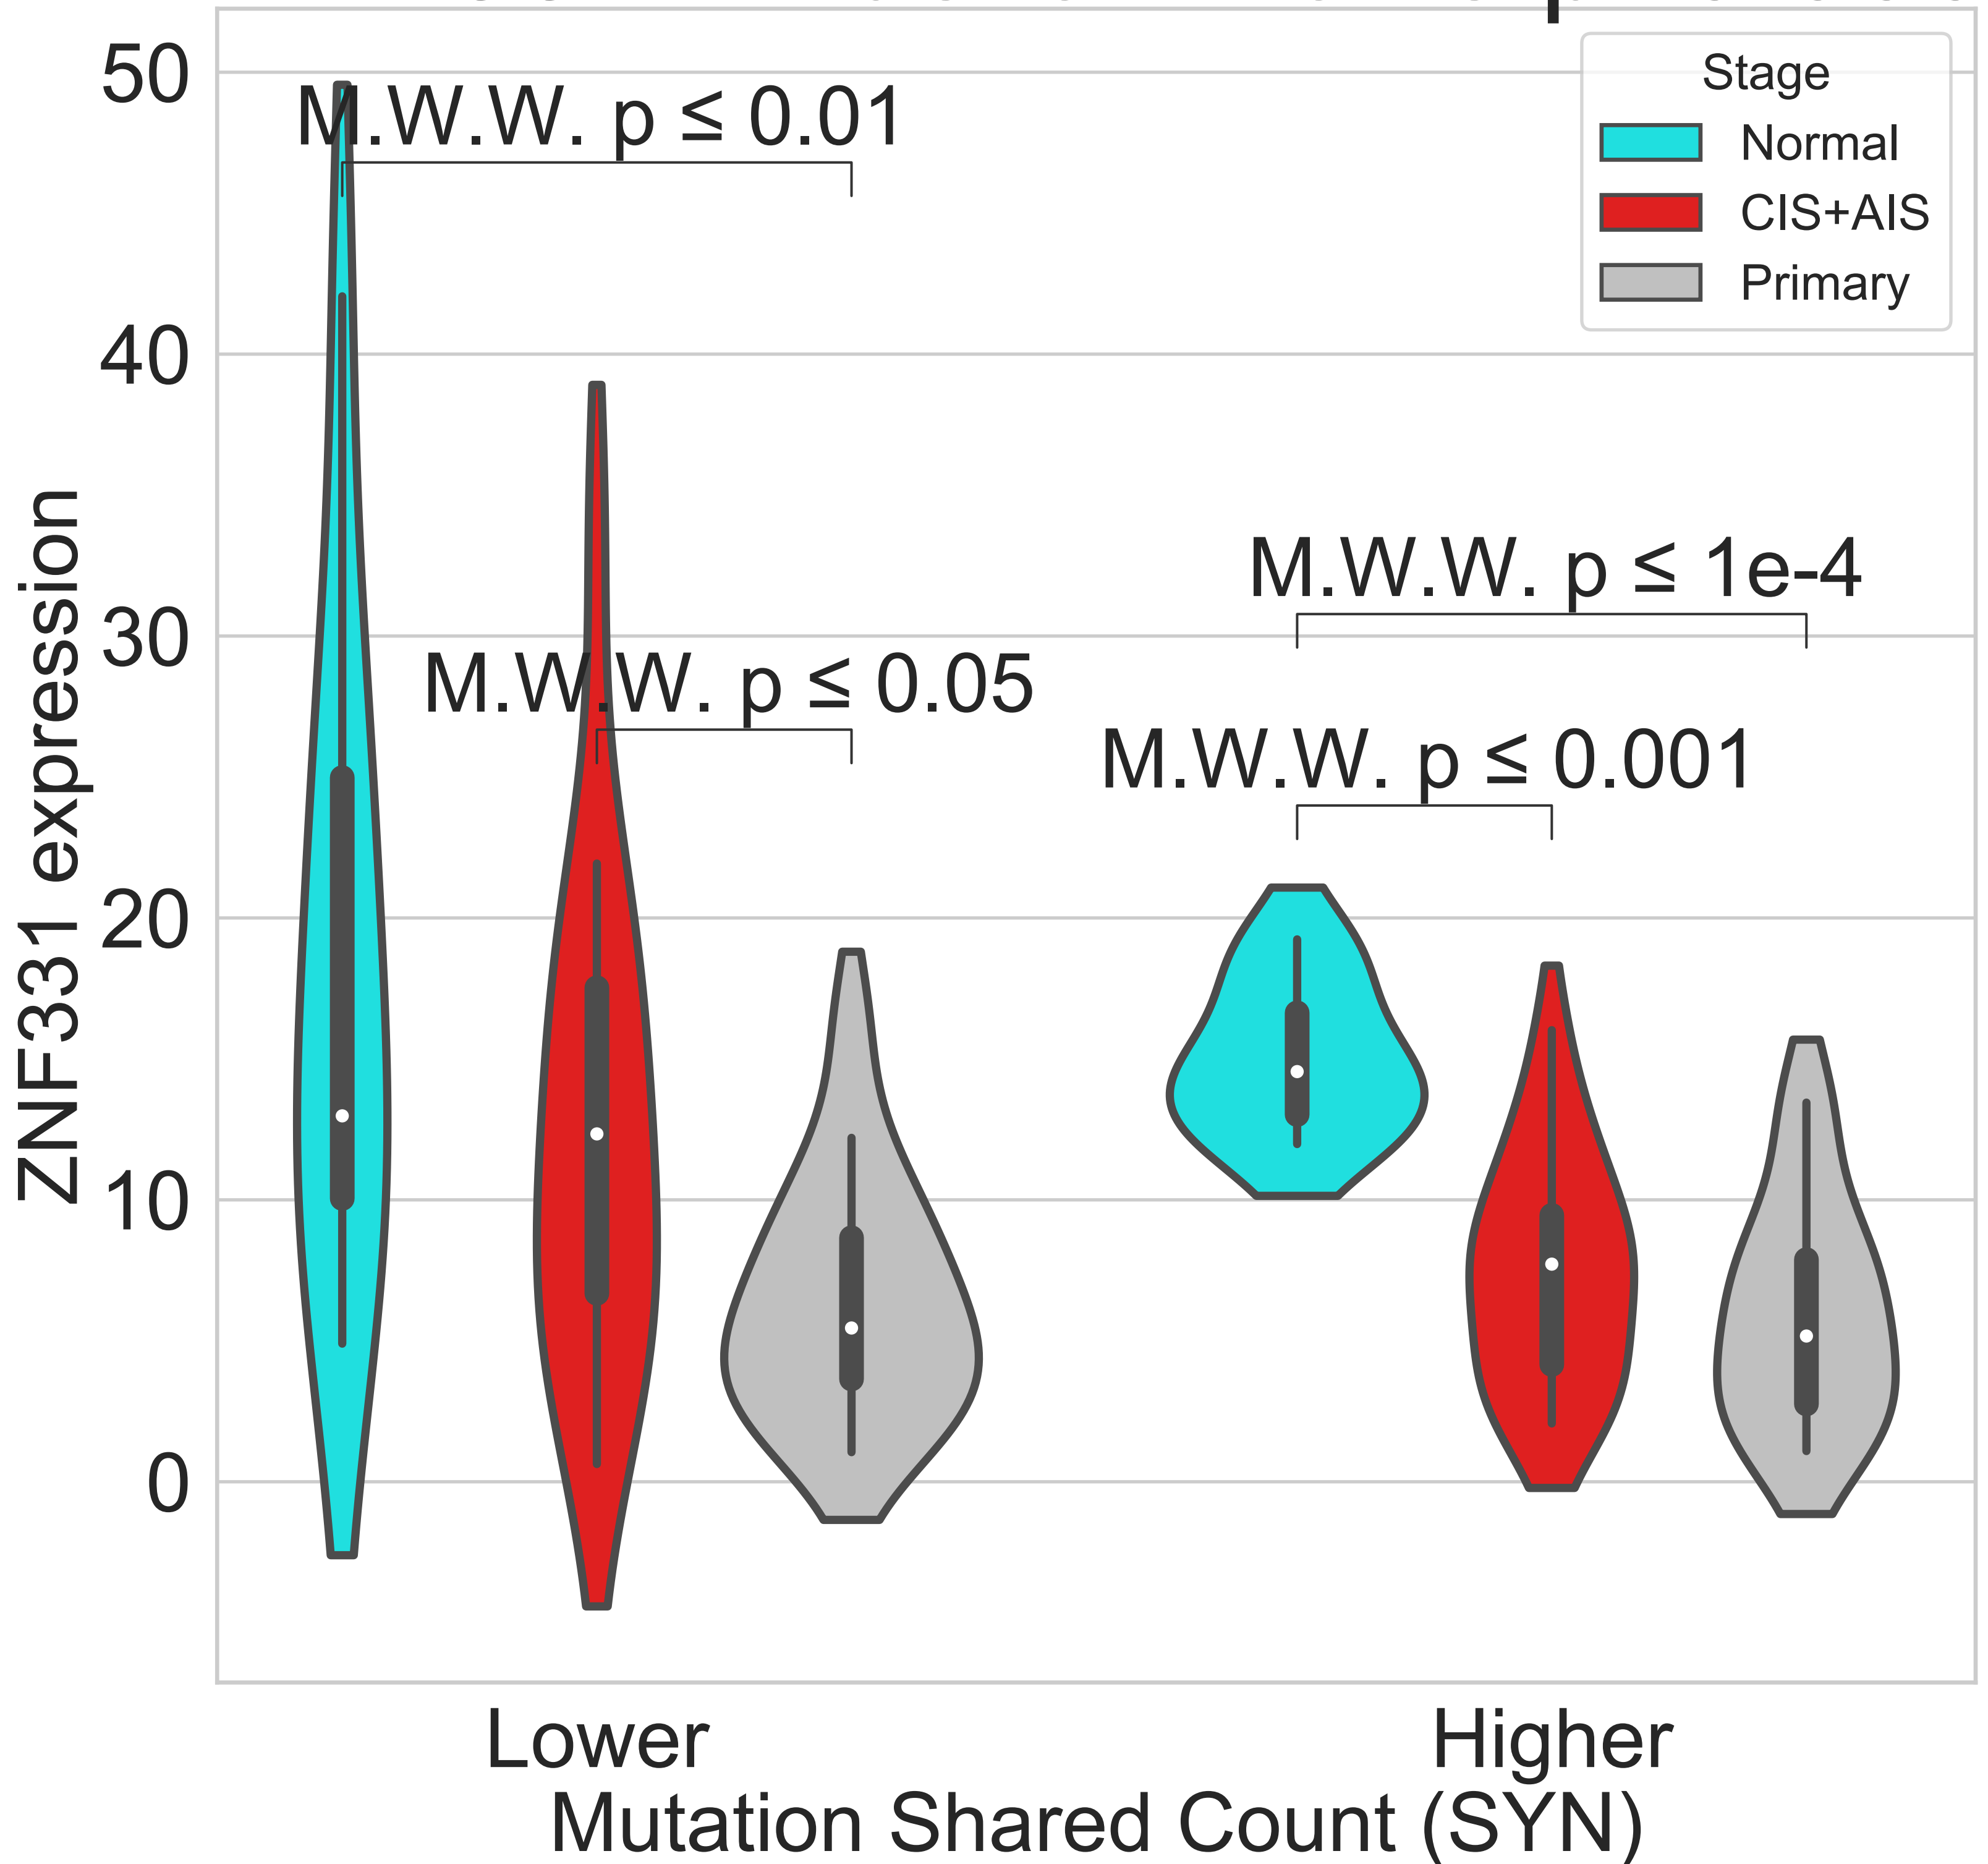 50
40
30
20
10
0
ZNF331 expression
M.W.W. p ≤ 0.01
M.W.W. p ≤ 0.05
M.W.W. p ≤ 1e-4
M.W.W. p ≤ 0.001
Stage
Normal
CIS+AIS
Primary
Lower
Higher
Mutation Shared Count (SYN)